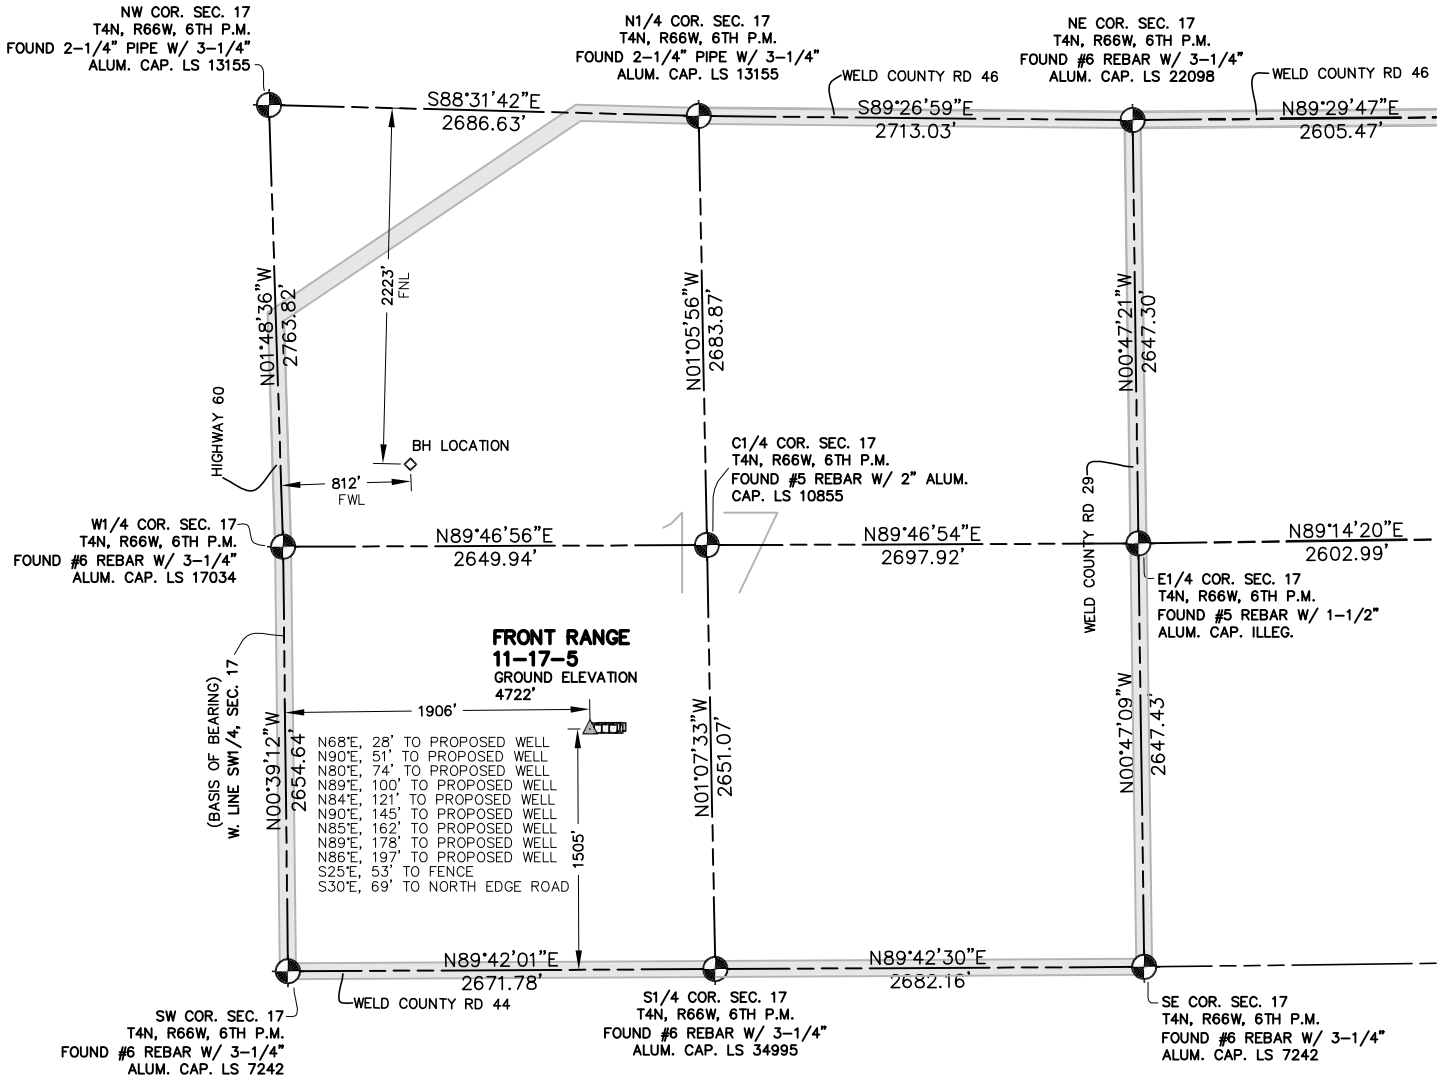 NW COR. SEC. 17
T4N, R66W, 6TH P.M.
FOUND 2-1/4" PIPE W/ 3-1/4"
ALUM. CAP. LS 13155
N1/4 COR. SEC. 17
T4N, R66W, 6TH P.M.
FOUND 2-1/4" PIPE W/ 3-1/4"
ALUM. CAP. LS 13155
NE COR. SEC. 17
T4N, R66W, 6TH P.M.
FOUND #6 REBAR W/ 3-1/4"
ALUM. CAP. LS 22098
WELD COUNTY RD 46
WELD COUNTY RD 46
S88°31'42"E
2686.63'
S89°26'59"E
2713.03'
N89°29'47"E
2605.47'
N01°48'36"W
2763.82'
2223'
FNL
N01°05'56"W
2683.87'
N00°47'21"W
2647.30'
HIGHWAY 60
BH LOCATION
812'
FWL
C1/4 COR. SEC. 17
T4N, R66W, 6TH P.M.
FOUND #5 REBAR W/ 2" ALUM.
CAP. LS 10855
WELD COUNTY RD 29
W1/4 COR. SEC. 17
T4N, R66W, 6TH P.M.
FOUND #6 REBAR W/ 3-1/4"
ALUM. CAP. LS 17034
N89°46'56"E
2649.94'
17
N89°46'54"E
2697.92'
N89°14'20"E
2602.99'
E1/4 COR. SEC. 17
T4N, R66W, 6TH P.M.
FOUND #5 REBAR W/ 1-1/2"
ALUM. CAP. ILLEG.
FRONT RANGE
11-17-5
GROUND ELEVATION
4722'
(BASIS OF BEARING)
W. LINE SW1/4, SEC. 17
N00°39'12"W
2654.64'
1906'
N68°E, 28' TO PROPOSED WELL
N90°E, 51' TO PROPOSED WELL
N80°E, 74' TO PROPOSED WELL
N89°E, 100' TO PROPOSED WELL
N84°E, 121' TO PROPOSED WELL
N90°E, 145' TO PROPOSED WELL
N85°E, 162' TO PROPOSED WELL
N89°E, 178' TO PROPOSED WELL
N86°E, 197' TO PROPOSED WELL
S25°E, 53' TO FENCE
S30°E, 69' TO NORTH EDGE ROAD
1505'
N01°07'33"W
2651.07'
N00°47'09"W
2647.43'
N89°42'01"E
2671.78'
N89°42'30"E
2682.16'
WELD COUNTY RD 44
SW COR. SEC. 17
T4N, R66W, 6TH P.M.
FOUND #6 REBAR W/ 3-1/4"
ALUM. CAP. LS 7242
S1/4 COR. SEC. 17
T4N, R66W, 6TH P.M.
FOUND #6 REBAR W/ 3-1/4"
ALUM. CAP. LS 34995
SE COR. SEC. 17
T4N, R66W, 6TH P.M.
FOUND #6 REBAR W/ 3-1/4"
ALUM. CAP. LS 7242